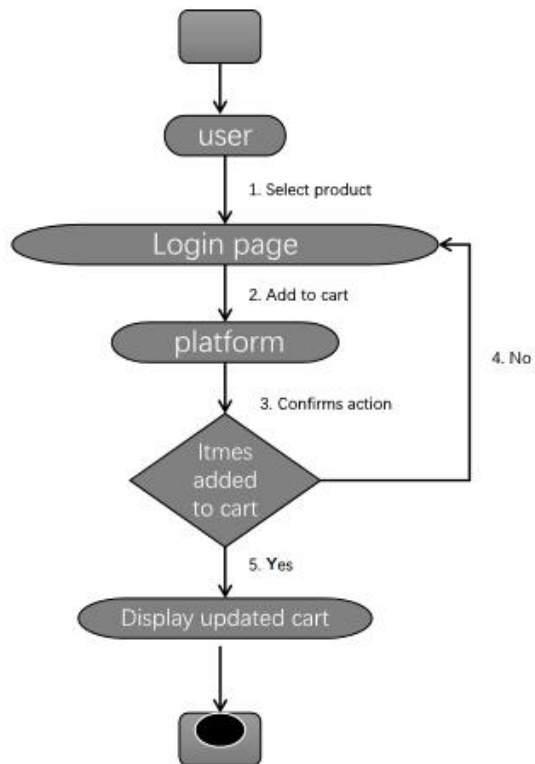 user
1. Select product
Login page
2. Add to cart
platform
4. No
3. Confirms action
Itmes
added
to cart
5. Yes
Display updated cart